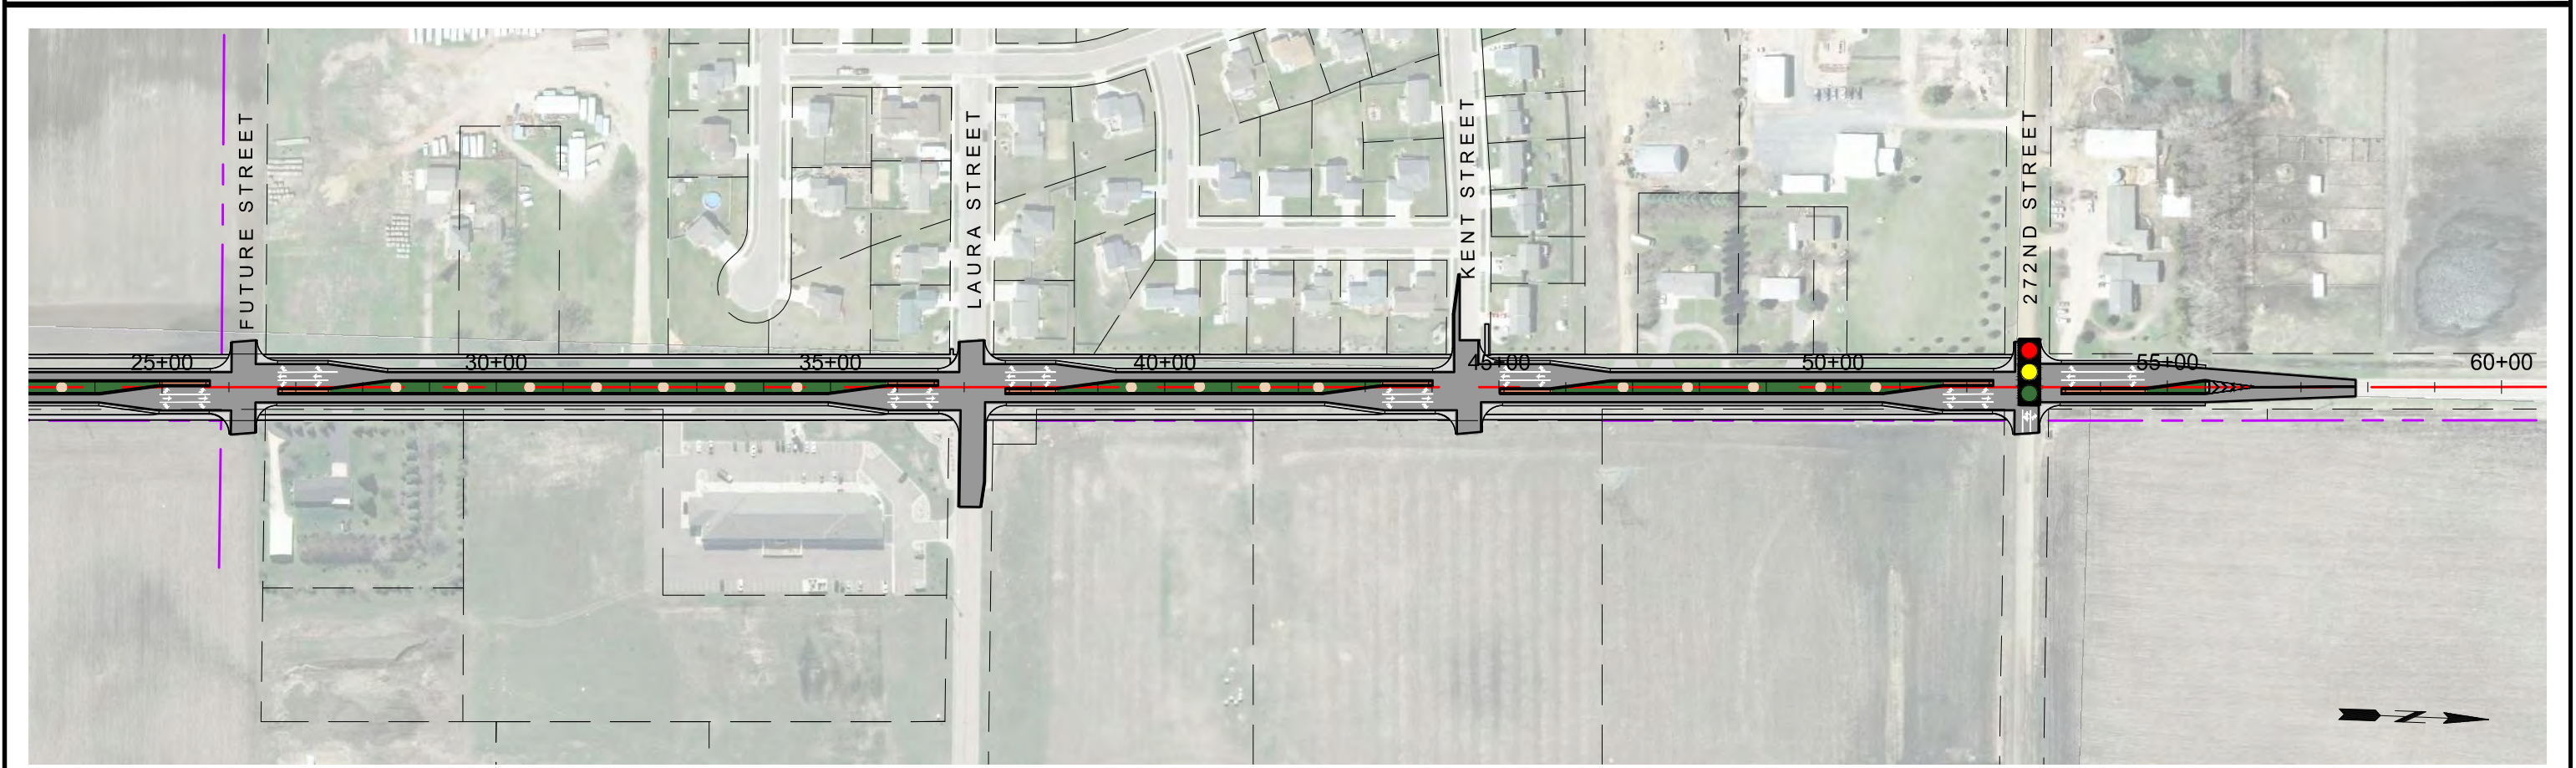 FUTURE STREET
LAURA STREET
KENT STREET
272ND STREET
25+00
30+00
35+00
40+00
45+00
50+00
55+00
60+00
N